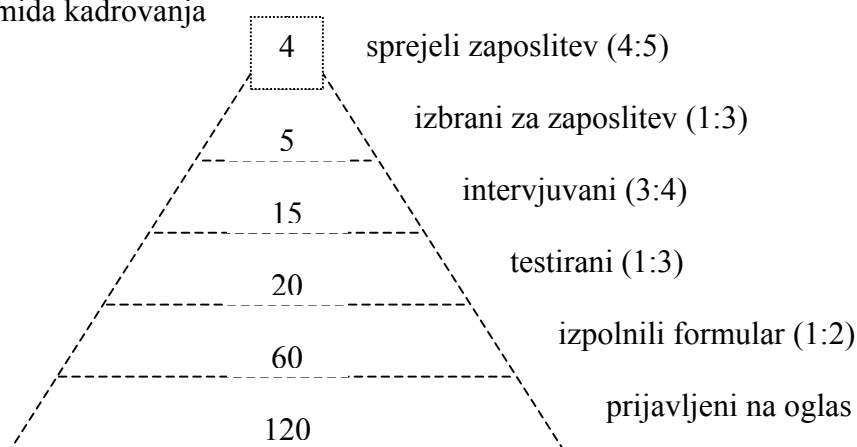 kadrovanja
4 sprejeli zaposlitev (4:5)
izbrani za zaposlitev (1:3)
5
intervjuvani (3:4)
15
testirani (1:3)
20
izpolnili formular (1:2)
60
prijavljeni na oglas
120